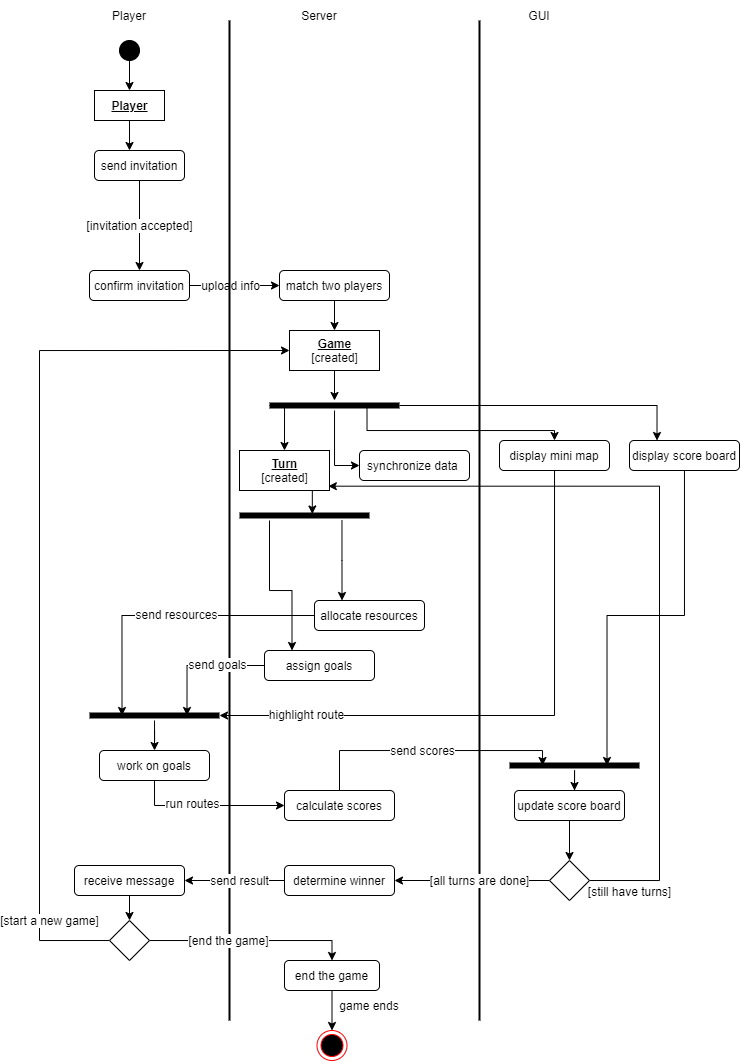 Player
Server
GUI
Player
send invitation
[invitation accepted]
confirm invitation
upload info
match two players
Game
[created]
Turn
[created]
synchronize data
display mini map
display score board
send resources
allocate resources
send goals
assign goals
highlight route
work on goals
send scores
run routes
calculate scores
update score board
receive message
send result
determine winner
[all turns are done]
[still have turns]
[start a new game]
[end the game]
end the game
game ends